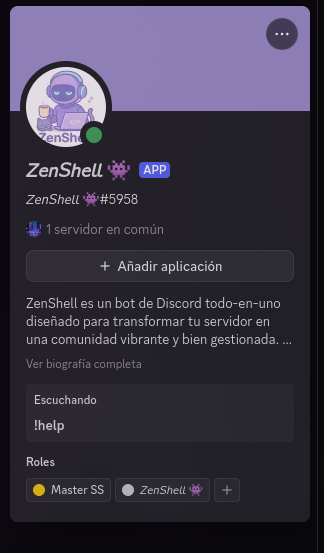 ZenShell
ZenShell 👾 APP
ZenShell 👾#5958
1 servidor en común
+ Añadir aplicación
ZenShell es un bot de Discord todo-en-uno
diseñado para transformar tu servidor en
una comunidad vibrante y bien gestionada. ...
Ver biografía completa
Escuchando
!help
Roles
Master SS ZenShell 👾 +